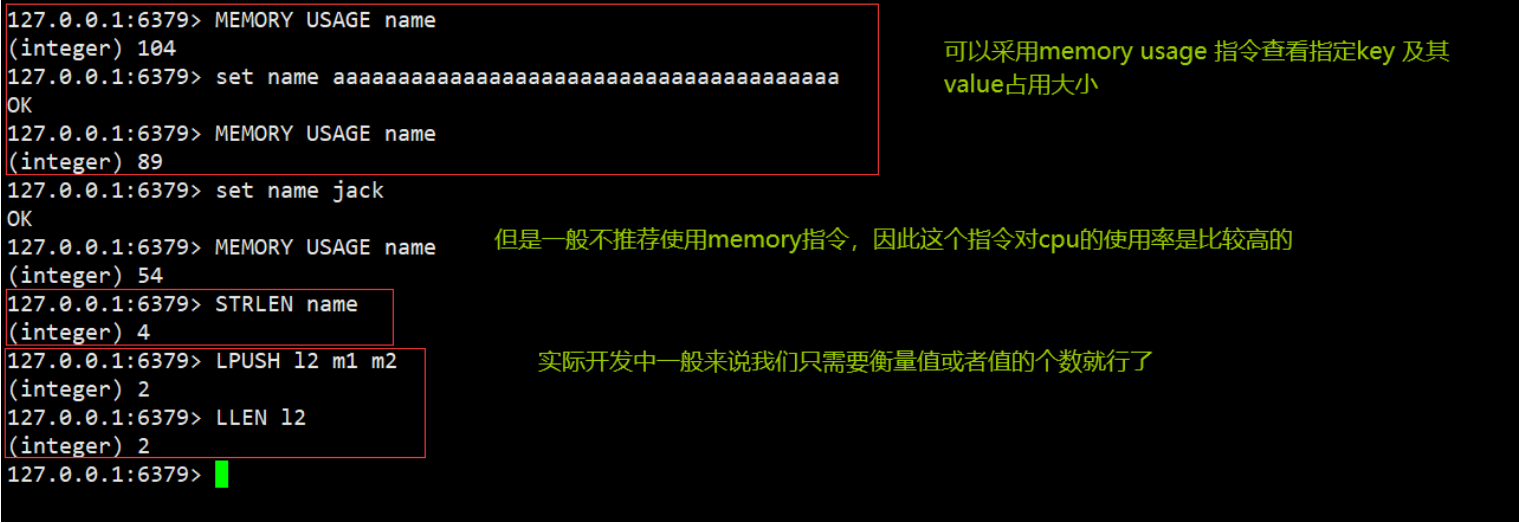 127.0.0.1:6379> MEMORY USAGE name
(integer) 104
可以采用memory usage 指令查看指定key 及其
value占用大小
127.0.0.1:6379> set name aaaaaaaaaaaaaaaaaaaaaaaaaaaaaaaaaaaaaaa
OK
127.0.0.1:6379> MEMORY USAGE name
(integer) 89
127.0.0.1:6379> set name jack
OK
但是一般不推荐使用memory指令，因此这个指令对cpu的使用率是比较高的
127.0.0.1:6379> MEMORY USAGE name
(integer) 54
127.0.0.1:6379> STRLEN name
(integer) 4
127.0.0.1:6379> LPUSH l2 m1 m2
实际开发中一般来说我们只需要衡量值或者值的个数就行了
(integer) 2
127.0.0.1:6379> LLEN l2
(integer) 2
127.0.0.1:6379>